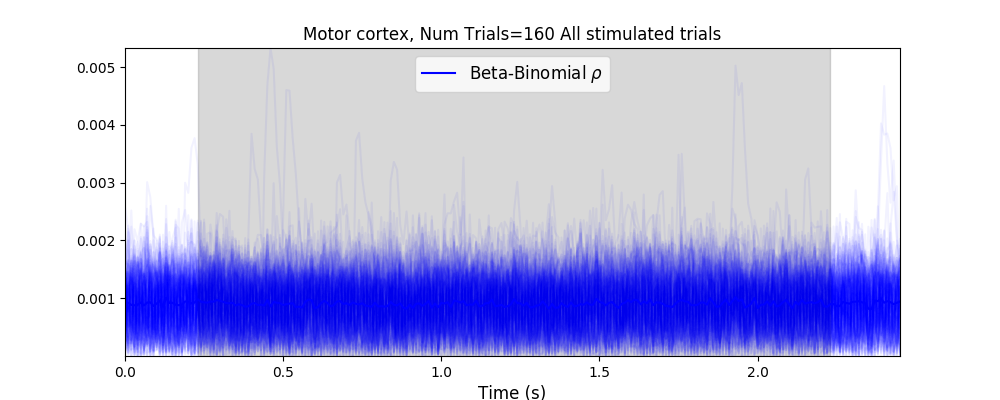 Motor cortex, Num Trials=160 All stimulated trials
Beta-Binomial ρ
0.005
0.004
0.003
0.002
0.001
0.0 0.5 1.0 1.5 2.0
Time (s)